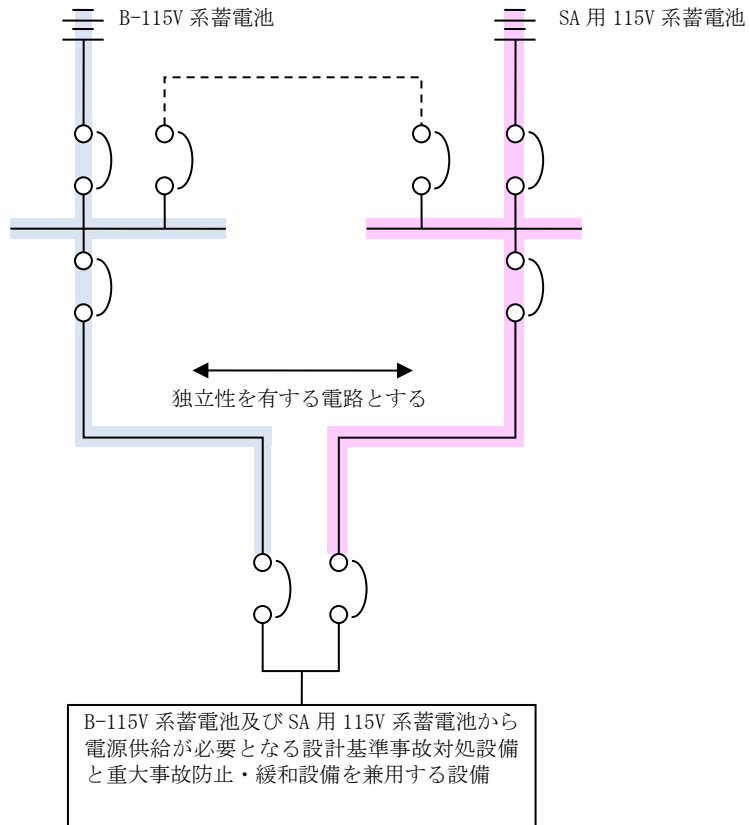 B-115V 系蓄電池
SA 用 115V 系蓄電池
独立性を有する電路とする
B-115V 系蓄電池及び SA 用 115V 系蓄電池から
電源供給が必要となる設計基準事故対処設備
と重大事故防止・緩和設備を兼用する設備